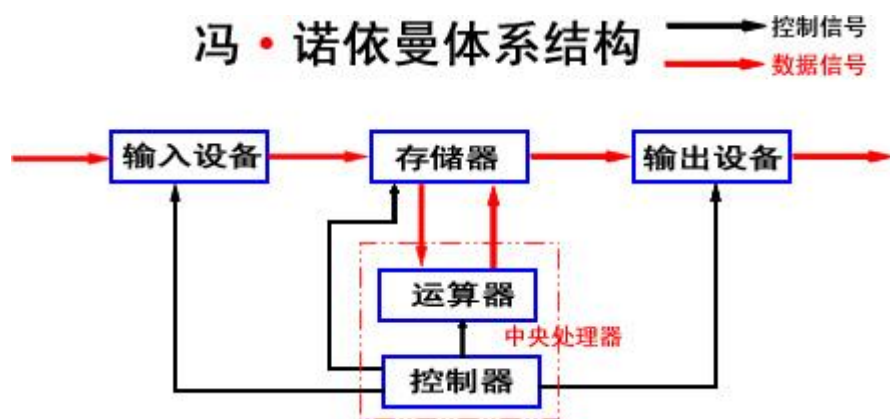 冯·诺依曼体系结构
控制信号
数据信号
输入设备
存储器
输出设备
运算器
中央处理器
控制器